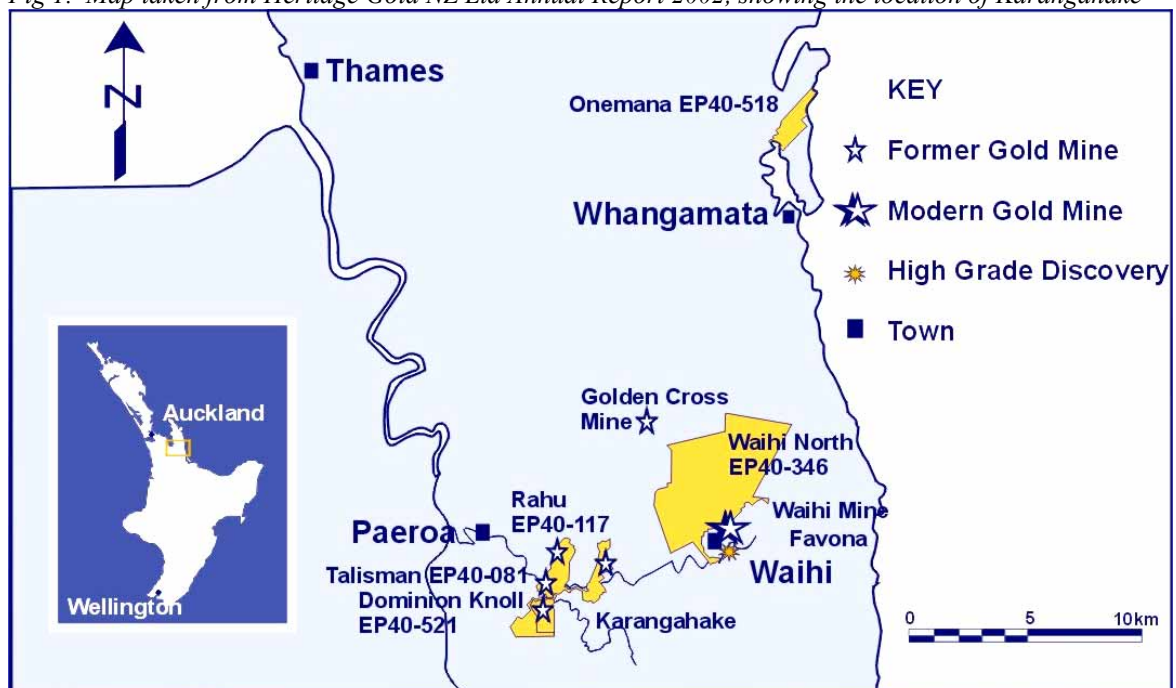 Fig 1: Map taken from Heritage Gold NZ Ltd Annual Report 2002, showing the location of Karangahake
N
Thames
Onemana EP40-518
Whangamata
KEY
Former Gold Mine
Modern Gold Mine
High Grade Discovery
Town
Auckland
Wellington
Golden Cross
Mine
Waihi North
EP40-346
Waihi Mine
Favona
Waihi
Rahu
EP40-117
Paeroa
Talisman EP40-081
Dominion Knoll
EP40-521
Karangahake
0 5 10km